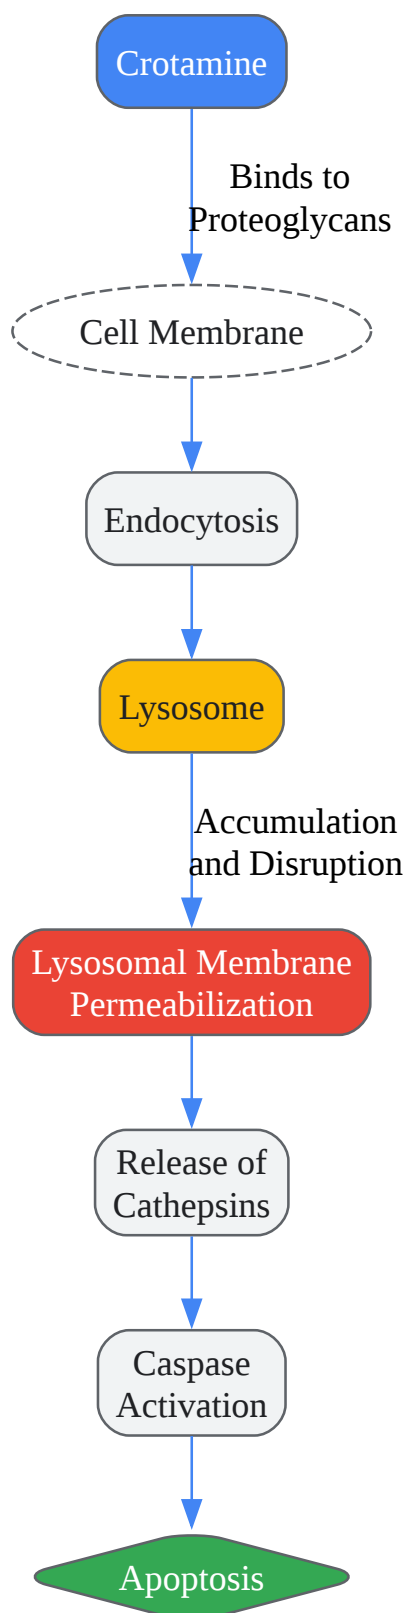 Crotamine
Binds to
Proteoglycans
Cell Membrane
Endocytosis
Lysosome
Accumulation
and Disruption
Lysosomal Membrane
Permeabilization
Release of
Cathepsins
Caspase
Activation
Apoptosis